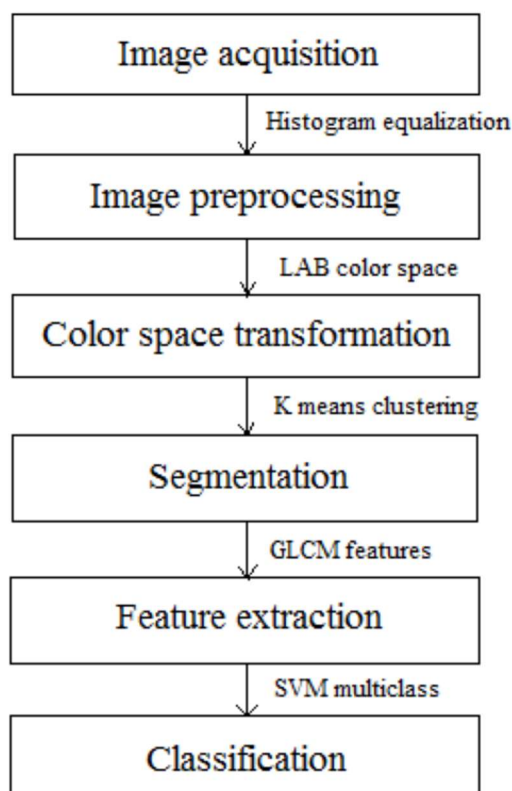 Image acquisition
Histogram equalization
Image preprocessing
LAB color space
Color space transformation
K means clustering
Segmentation
GLCM features
Feature extraction
SVM multiclass
Classification